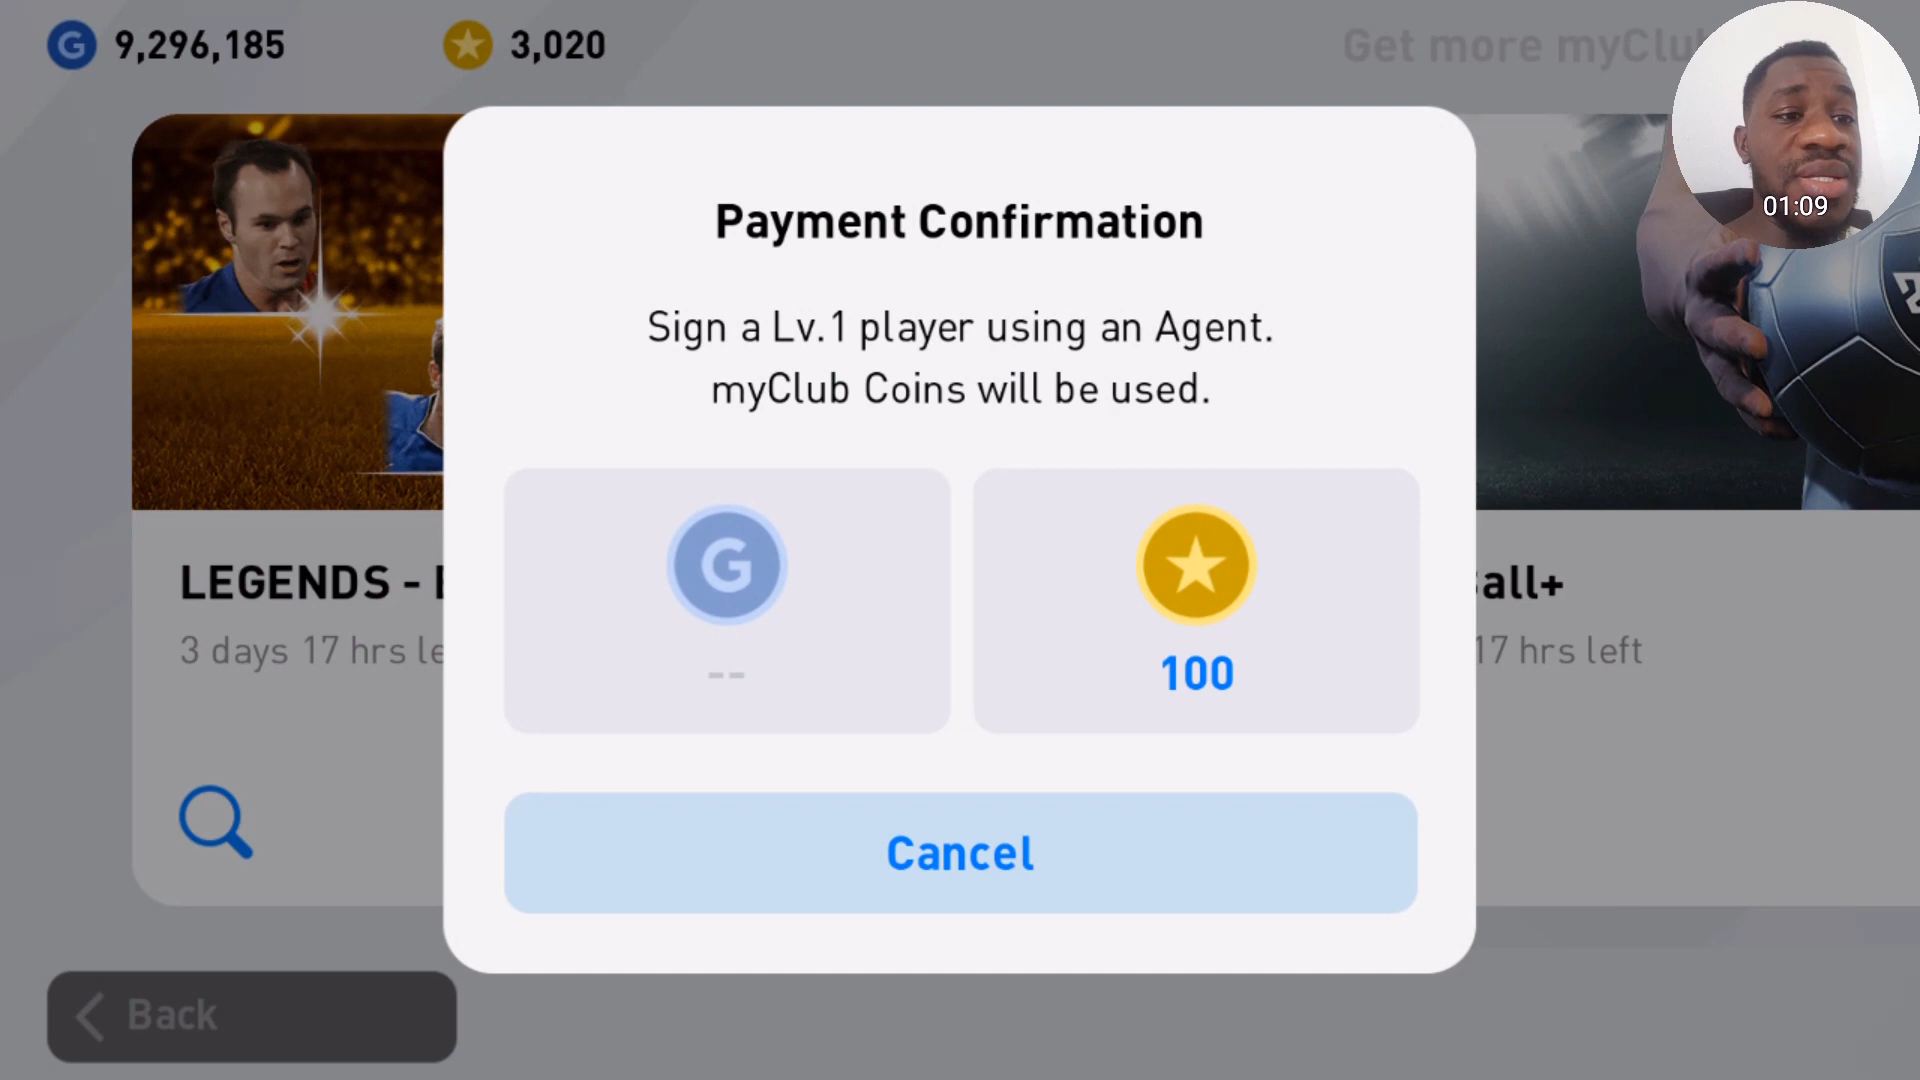 9,296,185
3,020
Get more myClu
01:09
Payment Confirmation
Sign a Lv.1 player using an Agent.
myClub Coins will be used.
G
--
100
LEGENDS -
3 days 17 hrs le
all+
17 hrs left
Cancel
Back